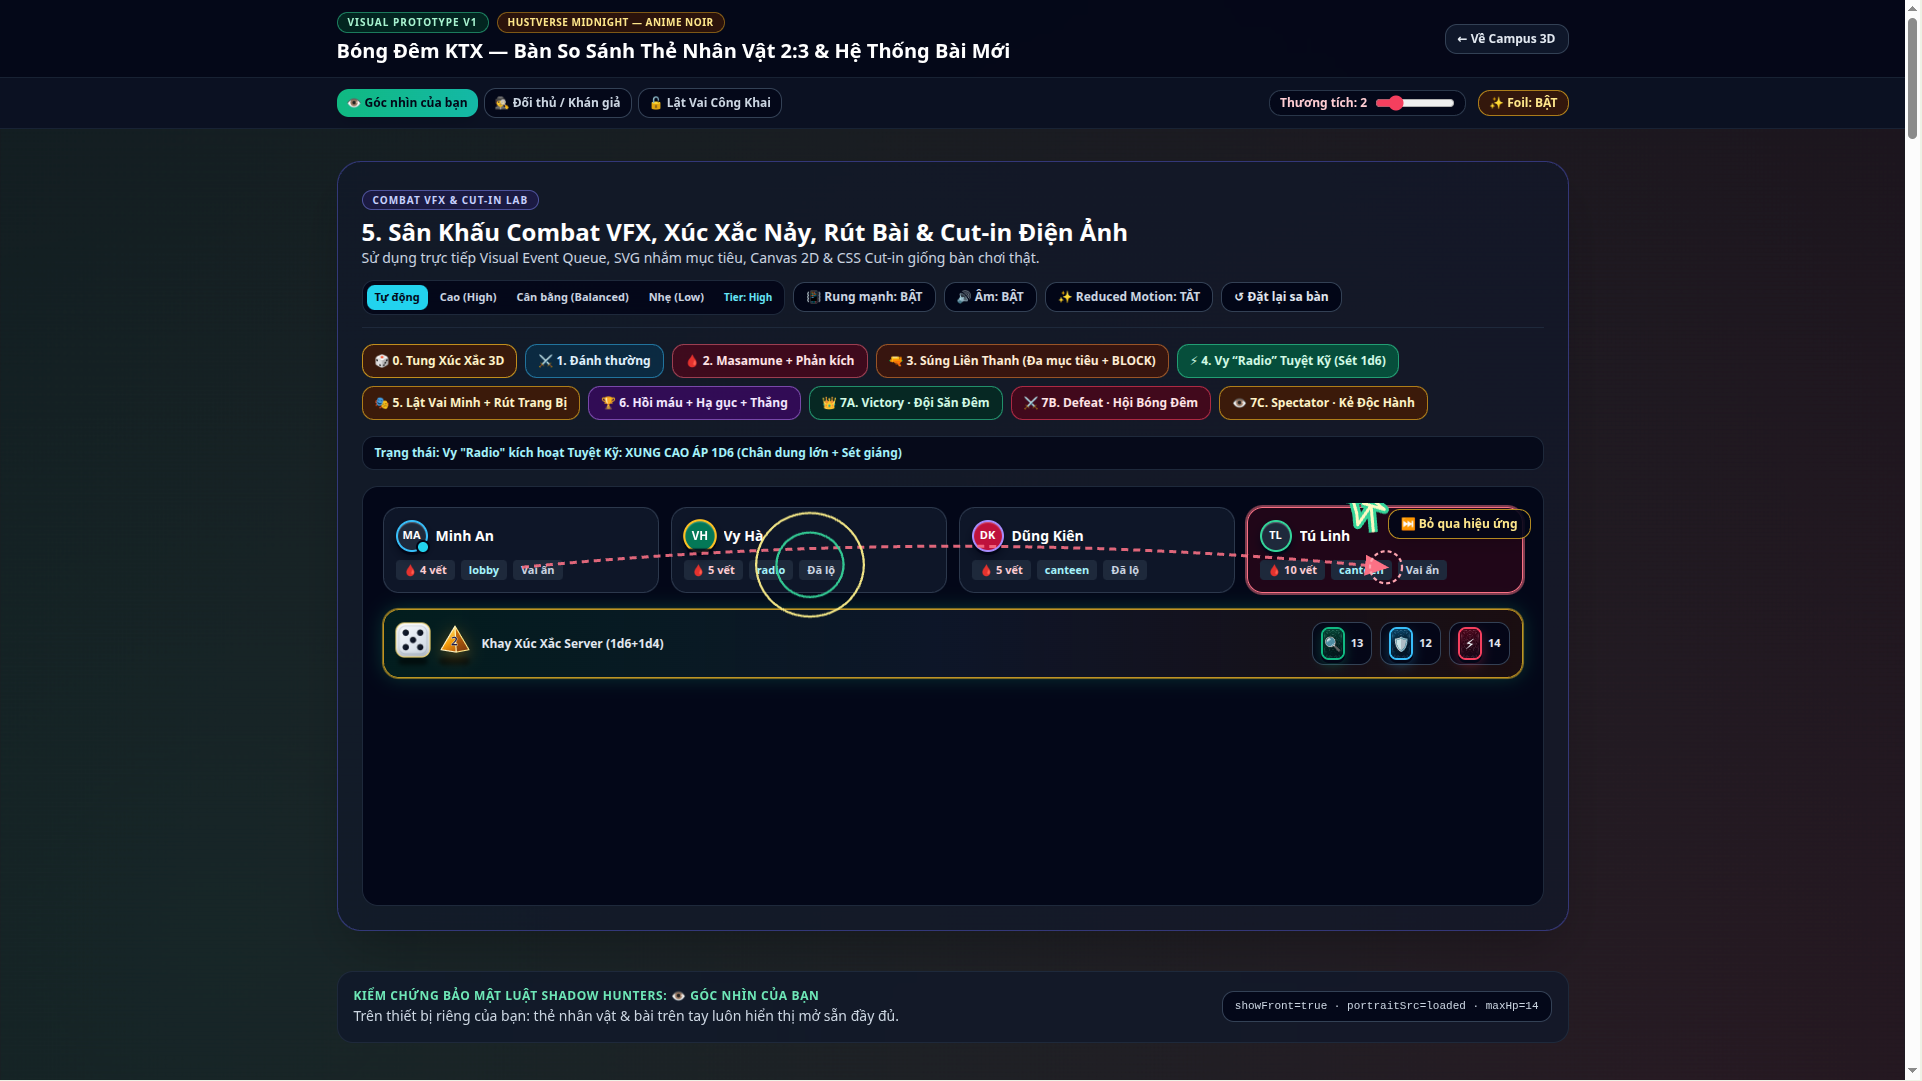 VISUAL PROTOTYPE V1 HUSTVERSE MIDNIGHT — ANIME NOIR
Bóng Đêm KTX — Bàn So Sánh Thẻ Nhân Vật 2:3 & Hệ Thống Bài Mới
← Về Campus 3D
👁️ Góc nhìn của bạn 🕵️ Đối thủ / Khán giả 🔓 Lật Vai Công Khai
Thương tích: 2 ✨ Foil: BẬT
COMBAT VFX & CUT-IN LAB
5. Sân Khấu Combat VFX, Xúc Xắc Nảy, Rút Bài & Cut-in Điện Ảnh
Sử dụng trực tiếp Visual Event Queue, SVG nhắm mục tiêu, Canvas 2D & CSS Cut-in giống bàn chơi thật.
Tự động Cao (High) Cân bằng (Balanced) Nhẹ (Low) Tier: High 📳 Rung mạnh: BẬT 🔊 Âm: BẬT ✨ Reduced Motion: TẮT ↺ Đặt lại sa bàn
🎲 0. Tung Xúc Xắc 3D ⚔️ 1. Đánh thường 🩸 2. Masamune + Phản kích 🔫 3. Súng Liên Thanh (Đa mục tiêu + BLOCK) ⚡ 4. Vy “Radio” Tuyệt Kỹ (Sét 1d6)
🎭 5. Lật Vai Minh + Rút Trang Bị 🏆 6. Hồi máu + Hạ gục + Thắng 👑 7A. Victory · Đội Săn Đêm ⚔️ 7B. Defeat · Hội Bóng Đêm 👁️ 7C. Spectator · Kẻ Độc Hành
Trạng thái: Vy "Radio" kích hoạt Tuyệt Kỹ: XUNG CAO ÁP 1D6 (Chân dung lớn + Sét giáng)
MA Minh An
🩸 4 vết lobby Vai ẩn
VH Vy Hà
🩸 5 vết radio Đã lộ
DK Dũng Kiên
🩸 5 vết canteen Đã lộ
TL Tú Linh
⏩ Bỏ qua hiệu ứng
🩸 10 vết canteen Vai ẩn
2 Khay Xúc Xắc Server (1d6+1d4) 13 12 14
KIỂM CHỨNG BẢO MẬT LUẬT SHADOW HUNTERS: 👁️ GÓC NHÌN CỦA BẠN
Trên thiết bị riêng của bạn: thẻ nhân vật & bài trên tay luôn hiển thị mở sẵn đầy đủ.
showFront=true · portraitSrc=loaded · maxHp=14